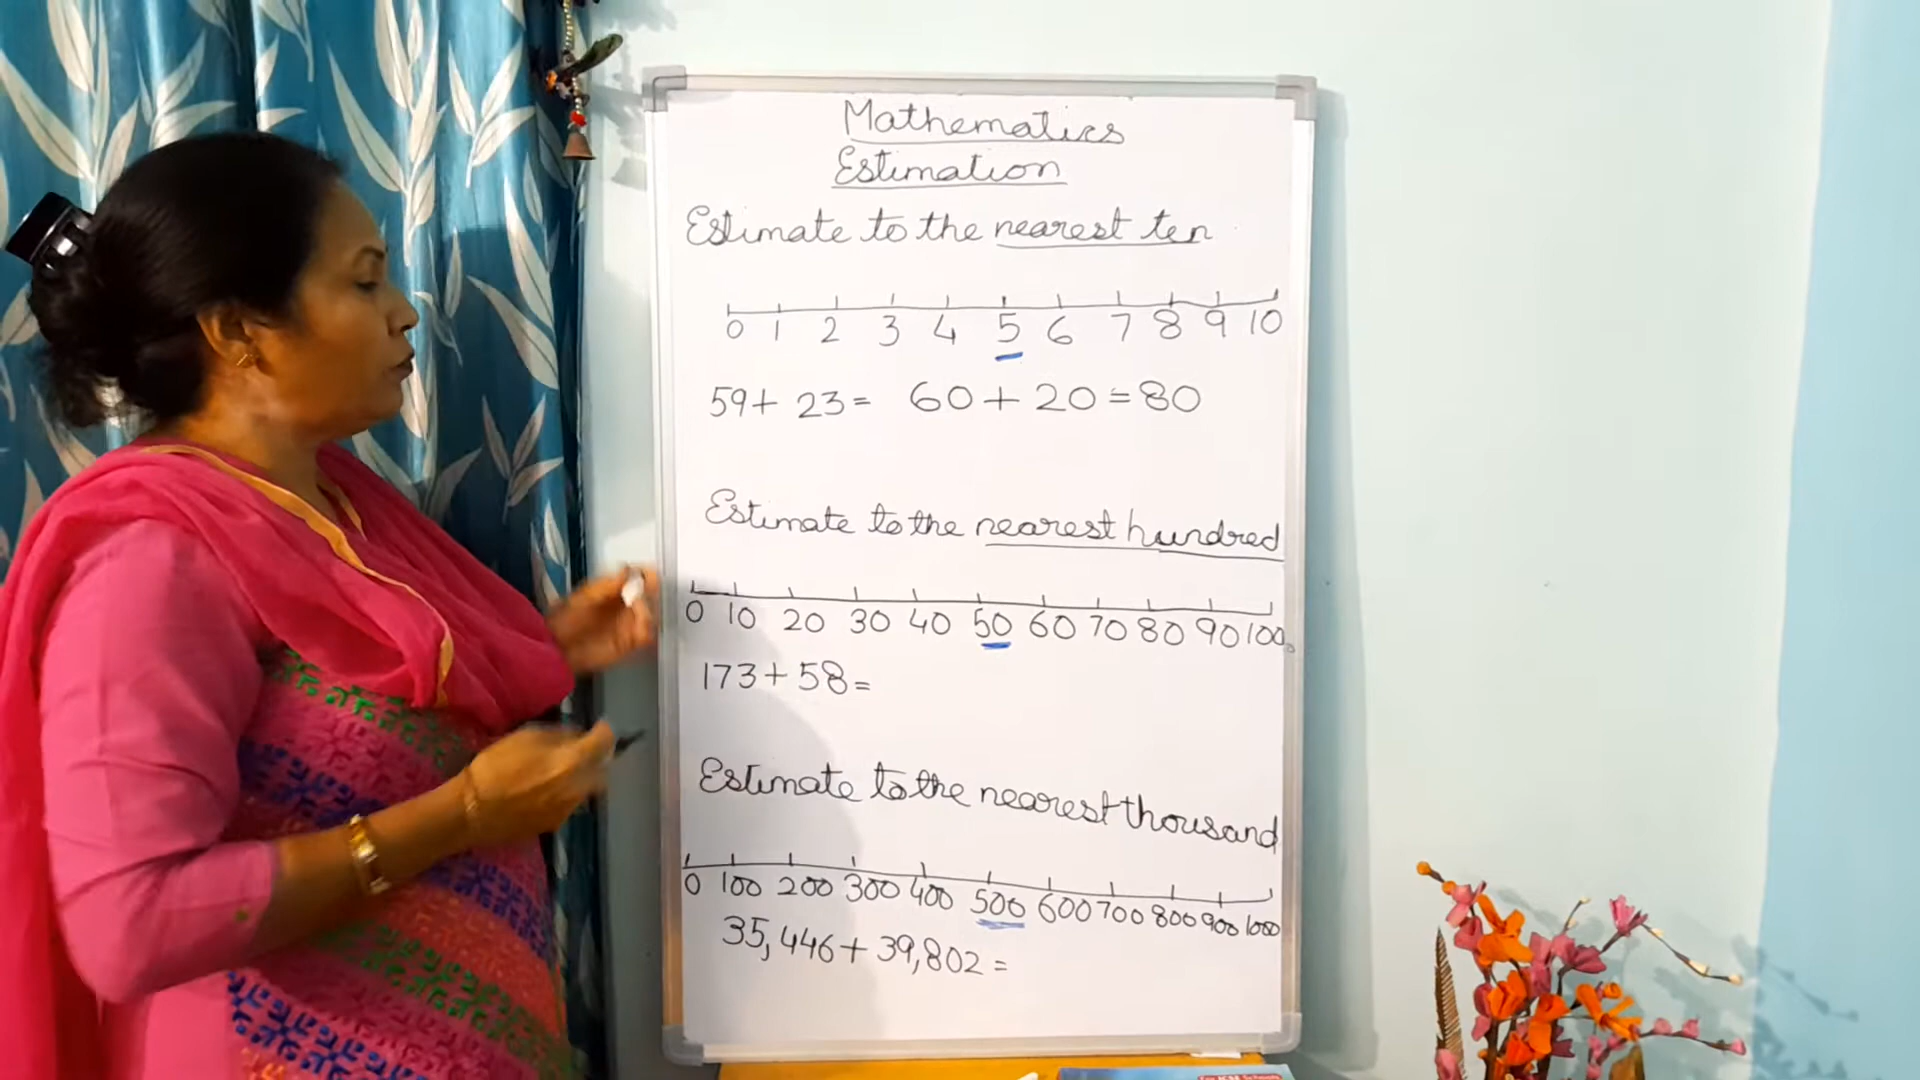 Mathematics
Estimation
Estimate to the nearest ten
0 1 2 3 4 5 6 7 8 9 10
59+ 23= 60+20=80
Estimate to the nearest hundred
0 10 20 30 40 50 60 70 80 90 100
173+58=
Estimate to the nearest thousand
0 100 200 300 400 500 600 700 800 900 1000
35,446+39,802=